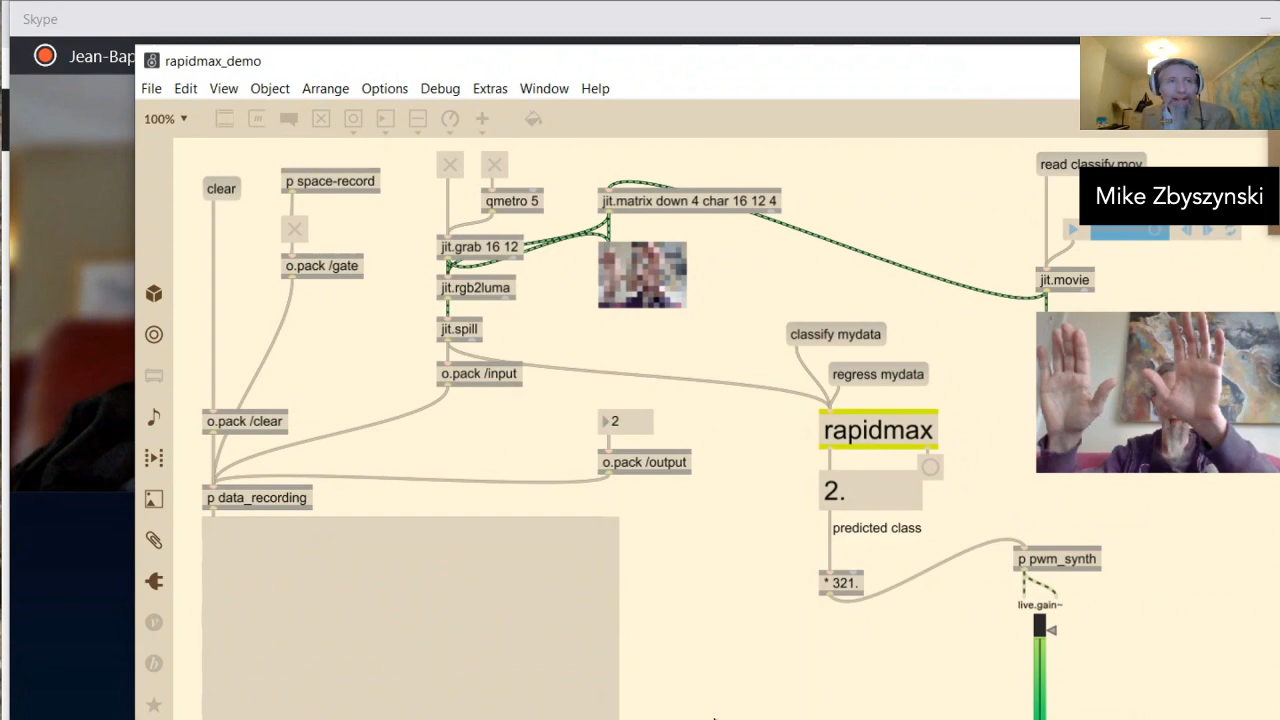 Skype
Jean-Bap
rapidmax_demo
File Edit View Object Arrange Options Debug Extras Window Help
100%
clear
p space-record
o.pack /gate
qmetro 5
jit.grab 16 12
jit.rgb2luma
jit.spill
o.pack /input
jit.matrix down 4 char 16 12 4
read classify.mov
Mike Zbyszynski
jit.movie
classify mydata
regress mydata
o.pack /clear
2
o.pack /output
rapidmax
2.
predicted class
p data_recording
* 321.
p pwm_synth
live.gain~